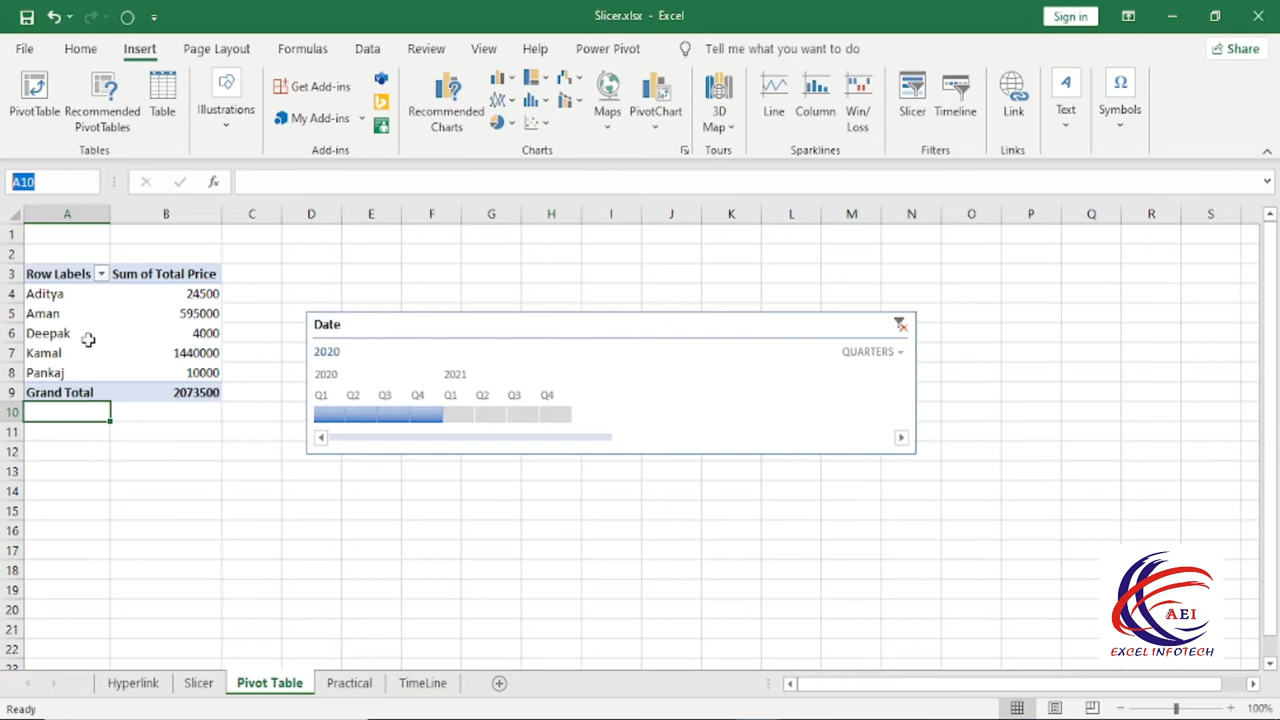 Slicer.xlsx - Excel
Sign in
File Home Insert Page Layout Formulas Data Review View Help Power Pivot Tell me what you want to do Share
PivotTable
Recommended
PivotTables
Table
Tables
Illustrations
Get Add-ins
My Add-ins
Add-ins
Recommended
Charts
Maps
PivotChart
Charts
3D
Map
Tours
Line
Column
Win/
Loss
Sparklines
Slicer
Timeline
Filters
Link
Links
Text
Symbols
A10
fx
A B C D E F G H I J K L M N O P Q R S
1
2
3 Row Labels Sum of Total Price
4 Aditya 24500
5 Aman 595000
6 Deepak 4000
7 Kamal 1440000
8 Pankaj 10000
9 Grand Total 2073500
10
11
12
13
14
15
16
17
18
19
20
21
22
23
Date
2020 QUARTERS
2020 2021
Q1 Q2 Q3 Q4 Q1 Q2 Q3 Q4
AEI
EXCEL INFOTECH
Hyperlink Slicer Pivot Table Practical TimeLine
Ready
100%